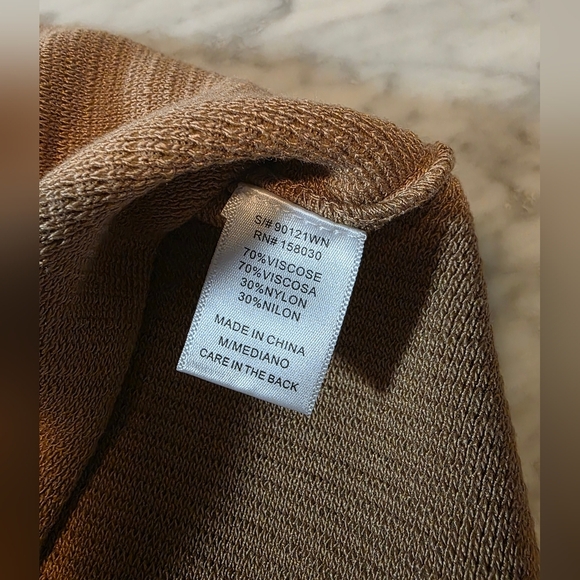 S/# 90121WN
RN# 158030
70%VISCOSE
70%VISCOSA
30%NYLON
30%NILON
MADE IN CHINA
M/MEDIANO
CARE IN THE BACK